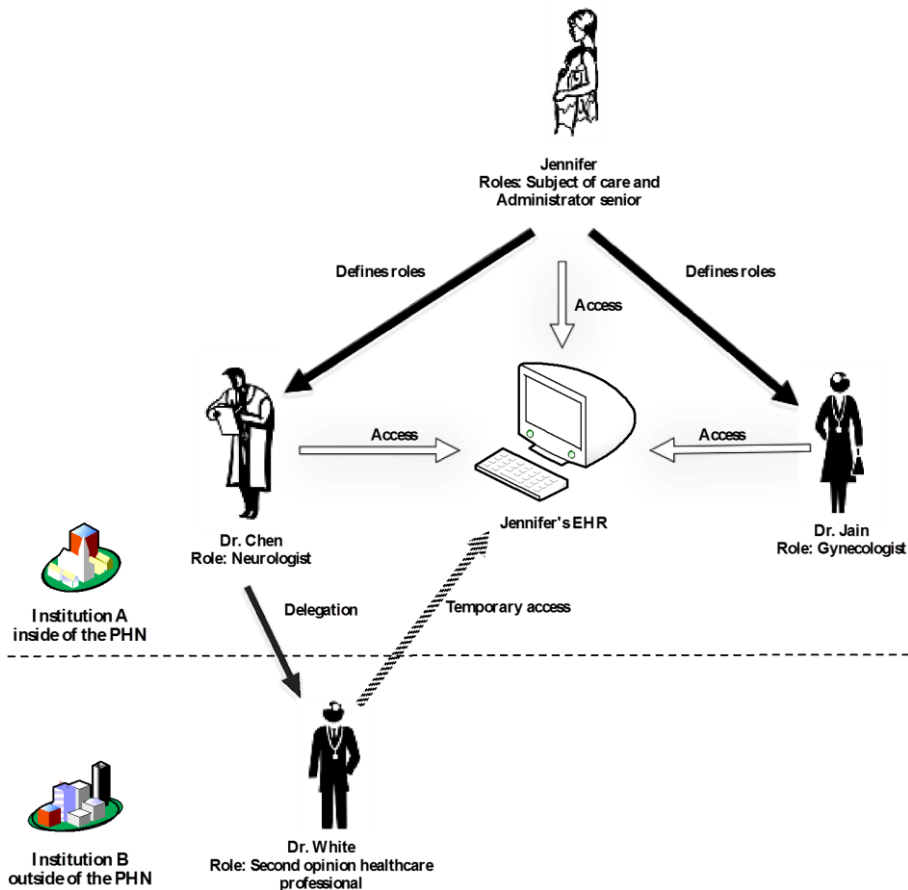 Jennifer
Roles: Subject of care and
Administrator senior
Defines roles
Defines roles
Access
Access
Access
Jennifer's EHR
Dr. Chen
Role: Neurologist
Dr. Jain
Role: Gynecologist
Institution A
inside of the PHN
Delegation
Temporary access
Institution B
outside of the PHN
Dr. White
Role: Second opinion healthcare
professional